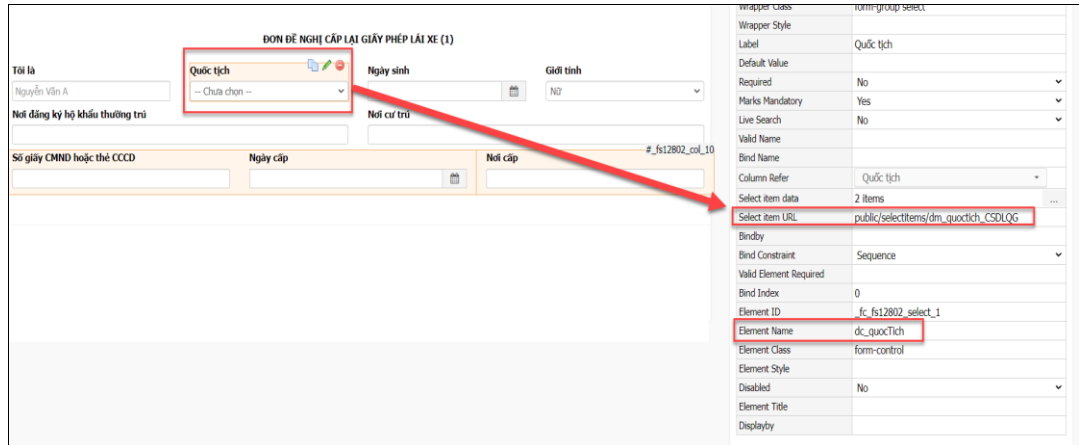 Wrapper Class form-group select
Wrapper Style
ĐƠN ĐỀ NGHỊ CẤP LẠI GIẤY PHÉP LÁI XE (1)
Label Quốc tịch
Default Value
Tôi là Quốc tịch Ngày sinh Giới tính
Required No
Nguyễn Văn A -- Chưa chọn -- Nữ
Marks Mandatory Yes
Live Search No
Nơi đăng ký hộ khẩu thường trú Nơi cư trú
Valid Name
Bind Name
#_fs12802_col_10
Số giấy CMND hoặc thẻ CCCD Ngày cấp Nơi cấp
Column Refer Quốc tịch
Select item data 2 items ...
Select item URL public/selectitems/dm_quoctich_CSDLQG
Bindby
Bind Constraint Sequence
Valid Element Required
Bind Index 0
Element ID _fc_fs12802_select_1
Element Name dc_quocTich
Element Class form-control
Element Style
Disabled No
Element Title
Displayby